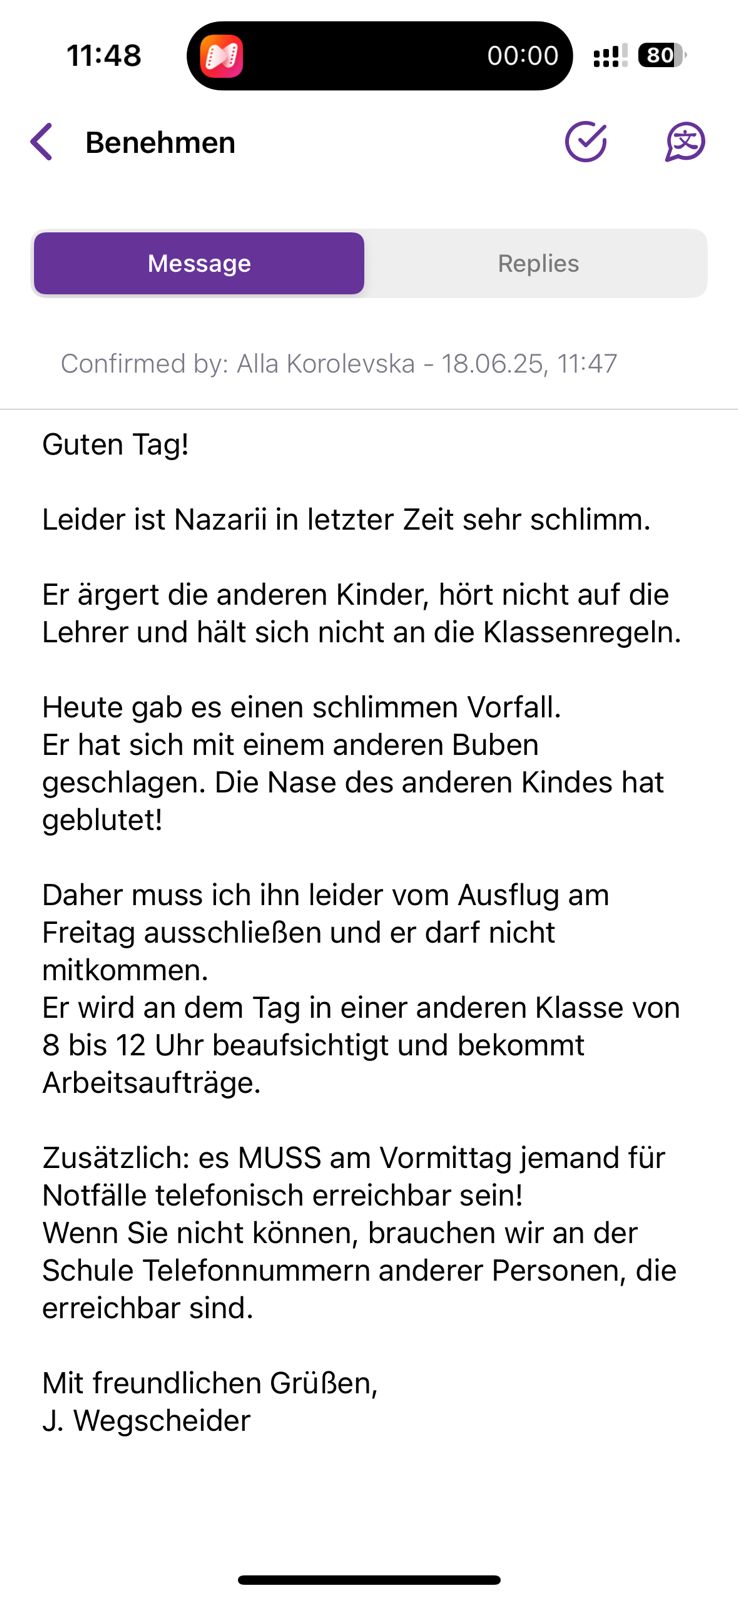 11:48
00:00
80
Benehmen
Message
Replies
Confirmed by: Alla Korolevska - 18.06.25, 11:47
Guten Tag!
Leider ist Nazarii in letzter Zeit sehr schlimm.
Er ärgert die anderen Kinder, hört nicht auf die
Lehrer und hält sich nicht an die Klassenregeln.
Heute gab es einen schlimmen Vorfall.
Er hat sich mit einem anderen Buben
geschlagen. Die Nase des anderen Kindes hat
geblutet!
Daher muss ich ihn leider vom Ausflug am
Freitag ausschließen und er darf nicht
mitkommen.
Er wird an dem Tag in einer anderen Klasse von
8 bis 12 Uhr beaufsichtigt und bekommt
Arbeitsaufträge.
Zusätzlich: es MUSS am Vormittag jemand für
Notfälle telefonisch erreichbar sein!
Wenn Sie nicht können, brauchen wir an der
Schule Telefonnummern anderer Personen, die
erreichbar sind.
Mit freundlichen Grüßen,
J. Wegscheider